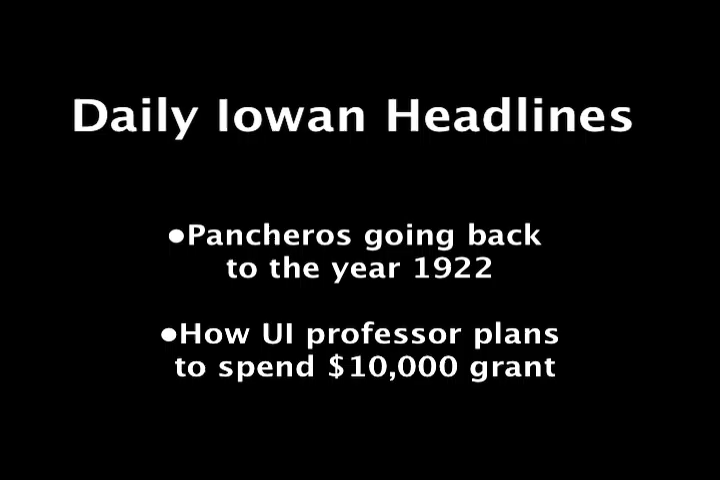 Daily Iowan Headlines
•Pancheros going back
to the year 1922
•How UI professor plans
to spend $10,000 grant